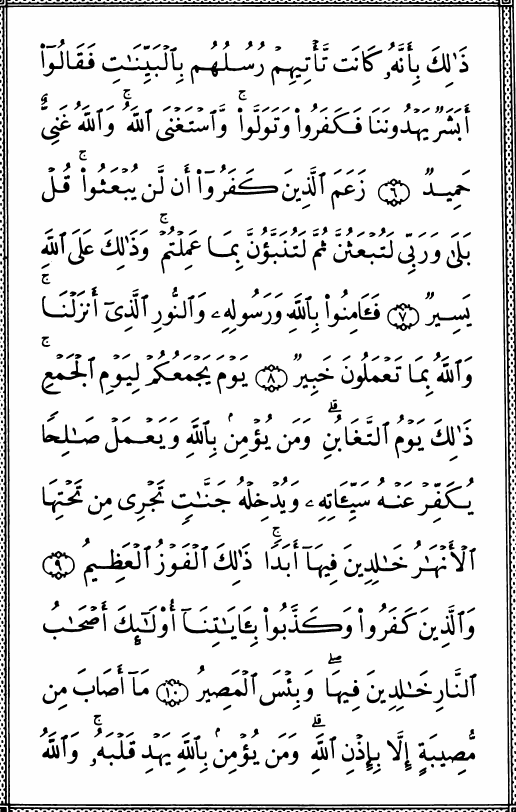 ذَٰلِكَ بِأَنَّهُۥ كَانَت تَّأۡتِيهِمۡ رُسُلُهُم بِٱلۡبَيِّنَٰتِ فَقَالُوٓاْ
أَبَشَرٞ يَهۡدُونَنَا فَكَفَرُواْ وَتَوَلَّواْۚ وَّٱسۡتَغۡنَى ٱللَّهُۚ وَٱللَّهُ غَنِيٌّ
حَمِيدٞ ٦ زَعَمَ ٱلَّذِينَ كَفَرُوٓاْ أَن لَّن يُبۡعَثُواْۚ قُلۡ
بَلَىٰ وَرَبِّي لَتُبۡعَثُنَّ ثُمَّ لَتُنَبَّؤُنَّ بِمَا عَمِلۡتُمۡۚ وَذَٰلِكَ عَلَى ٱللَّهِ
يَسِيرٞ ٧ فَـَٔامِنُواْ بِٱللَّهِ وَرَسُولِهِۦ وَٱلنُّورِ ٱلَّذِيٓ أَنزَلۡنَاۚ
وَٱللَّهُ بِمَا تَعۡمَلُونَ خَبِيرٞ ٨ يَوۡمَ يَجۡمَعُكُمۡ لِيَوۡمِ ٱلۡجَمۡعِۖ
ذَٰلِكَ يَوۡمُ ٱلتَّغَابُنِۗ وَمَن يُؤۡمِنۢ بِٱللَّهِ وَيَعۡمَلۡ صَٰلِحٗا
يُكَفِّرۡ عَنۡهُ سَيِّـَٔاتِهِۦ وَيُدۡخِلۡهُ جَنَّٰتٖ تَجۡرِي مِن تَحۡتِهَا
ٱلۡأَنۡهَٰرُ خَٰلِدِينَ فِيهَآ أَبَدٗاۚ ذَٰلِكَ ٱلۡفَوۡزُ ٱلۡعَظِيمُ ٩
وَٱلَّذِينَ كَفَرُواْ وَكَذَّبُواْ بِـَٔايَٰتِنَآ أُوْلَٰٓئِكَ أَصۡحَٰبُ
ٱلنَّارِ خَٰلِدِينَ فِيهَاۖ وَبِئۡسَ ٱلۡمَصِيرُ ١٠ مَآ أَصَابَ مِن
مُّصِيبَةٍ إِلَّا بِإِذۡنِ ٱللَّهِۗ وَمَن يُؤۡمِنۢ بِٱللَّهِ يَهۡدِ قَلۡبَهُۥۚ وَٱللَّهُ